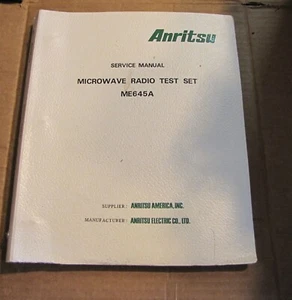 Anritsu
SERVICE MANUAL
MICROWAVE RADIO TEST SET
ME645A
SUPPLIER : ANRITSU AMERICA, INC.
MANUFACTURER : ANRITSU ELECTRIC CO., LTD.